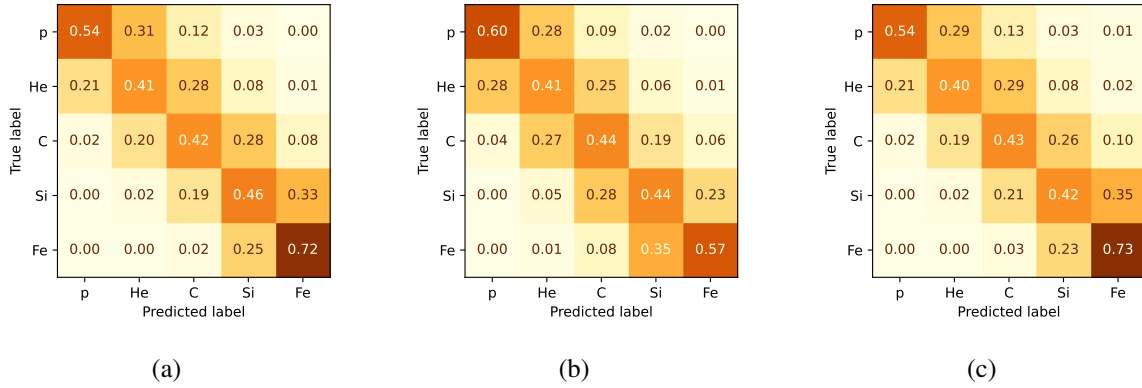 p 0.54 0.31 0.12 0.03 0.00
He 0.21 0.41 0.28 0.08 0.01
C 0.02 0.20 0.42 0.28 0.08
Si 0.00 0.02 0.19 0.46 0.33
Fe 0.00 0.00 0.02 0.25 0.72
True label
p He C Si Fe
Predicted label
(a)
p 0.60 0.28 0.09 0.02 0.00
He 0.28 0.41 0.25 0.06 0.01
C 0.04 0.27 0.44 0.19 0.06
Si 0.00 0.05 0.28 0.44 0.23
Fe 0.00 0.01 0.08 0.35 0.57
True label
p He C Si Fe
Predicted label
(b)
p 0.54 0.29 0.13 0.03 0.01
He 0.21 0.40 0.29 0.08 0.02
C 0.02 0.19 0.43 0.26 0.10
Si 0.00 0.02 0.21 0.42 0.35
Fe 0.00 0.00 0.03 0.23 0.73
True label
p He C Si Fe
Predicted label
(c)